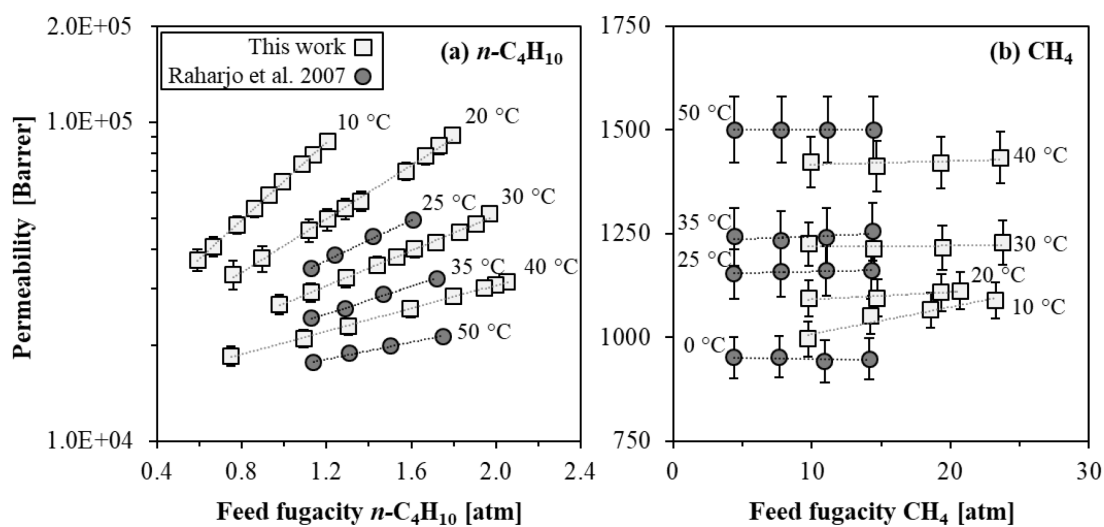 2.0E+05
1.0E+05
1.0E+04
Permeability [Barrer]
This work
Raharjo et al. 2007
(a) n-C₄H₁₀
10 °C
20 °C
25 °C
30 °C
35 °C
40 °C
50 °C
0.4 0.8 1.2 1.6 2.0 2.4
Feed fugacity n-C₄H₁₀ [atm]
(b) CH₄
1750
1500
1250
1000
750
50 °C
40 °C
35 °C
30 °C
25 °C
20 °C
10 °C
0 °C
0 10 20 30
Feed fugacity CH₄ [atm]